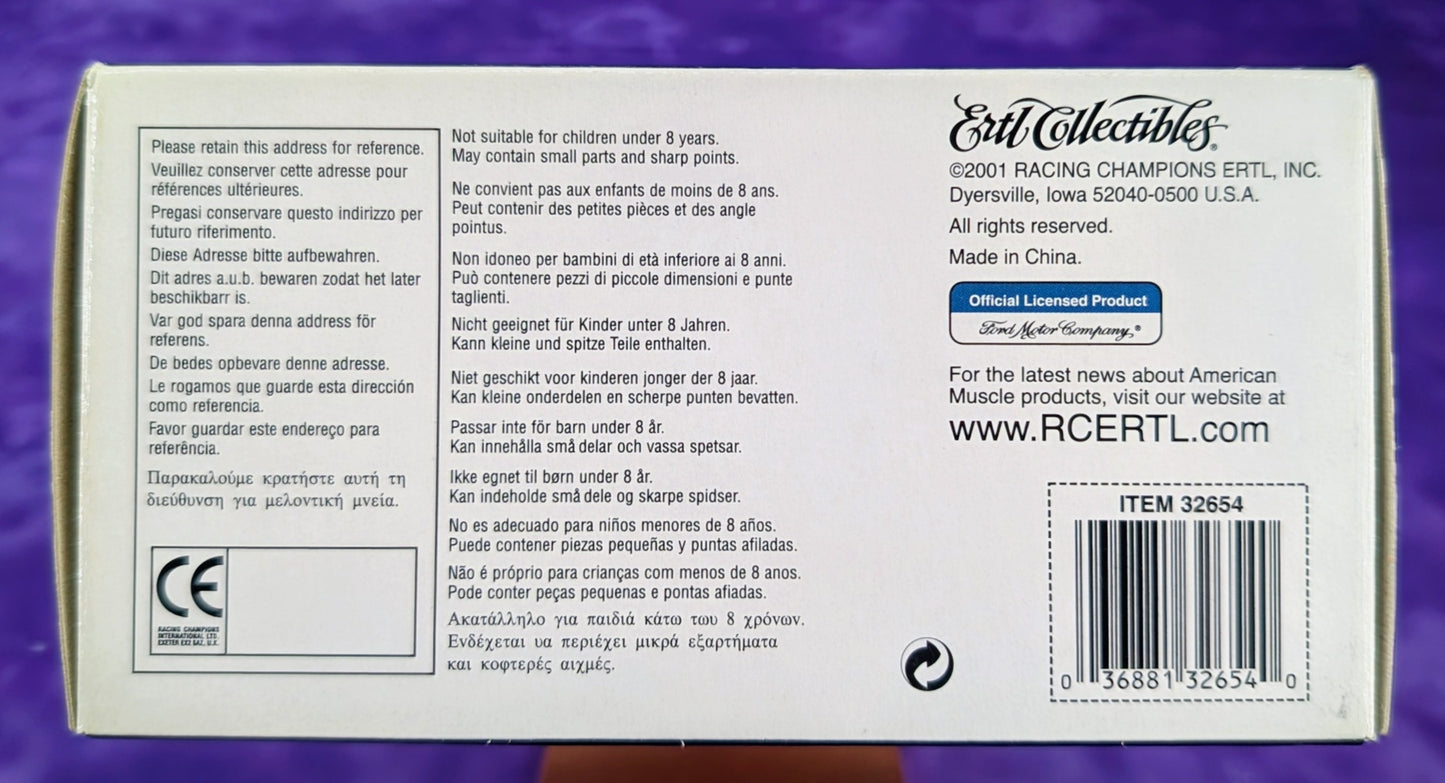 Please retain this address for reference.
Veuillez conserver cette adresse pour
références ultérieures.
Pregasi conservare questo indirizzo per
futuro riferimento.
Diese Adresse bitte aufbewahren.
Dit adres a.u.b. bewaren zodat het later
beschikbarr is.
Var god spara denna address för
referens.
De bedes opbevare denne adresse.
Le rogamos que guarde esta dirección
como referencia.
Favor guardar este endereço para
referência.
Παρακαλούμε κρατήστε αυτή τη
διεύθυνση για μελοντική μνεία.
CE
RACING CHAMPIONS
INTERNATIONAL LTD.
EXETER EX2 8AZ, U.K.
Not suitable for children under 8 years.
May contain small parts and sharp points.
Ne convient pas aux enfants de moins de 8 ans.
Peut contenir des petites pièces et des angle
pointus.
Non idoneo per bambini di età inferiore ai 8 anni.
Può contenere pezzi di piccole dimensioni e punte
taglienti.
Nicht geeignet für Kinder unter 8 Jahren.
Kann kleine und spitze Teile enthalten.
Niet geschikt voor kinderen jonger der 8 jaar.
Kan kleine onderdelen en scherpe punten bevatten.
Passar inte för barn under 8 år.
Kan innehålla små delar och vassa spetsar.
Ikke egnet til børn under 8 år.
Kan indeholde små dele og skarpe spidser.
No es adecuado para niños menores de 8 años.
Puede contener piezas pequeñas y puntas afiladas.
Não é próprio para crianças com menos de 8 anos.
Pode conter peças pequenas e pontas afiadas.
Ακατάλληλο για παιδιά κάτω των 8 χρόνων.
Ενδέχεται υα περιέχει μικρά εξαρτήματα
και κοφτερές αιχμές.
Ertl Collectibles®
©2001 RACING CHAMPIONS ERTL, INC.
Dyersville, Iowa 52040-0500 U.S.A.
All rights reserved.
Made in China.
Official Licensed Product
Ford Motor Company®
For the latest news about American
Muscle products, visit our website at
www.RCERTL.com
ITEM 32654
0 36881 32654 0